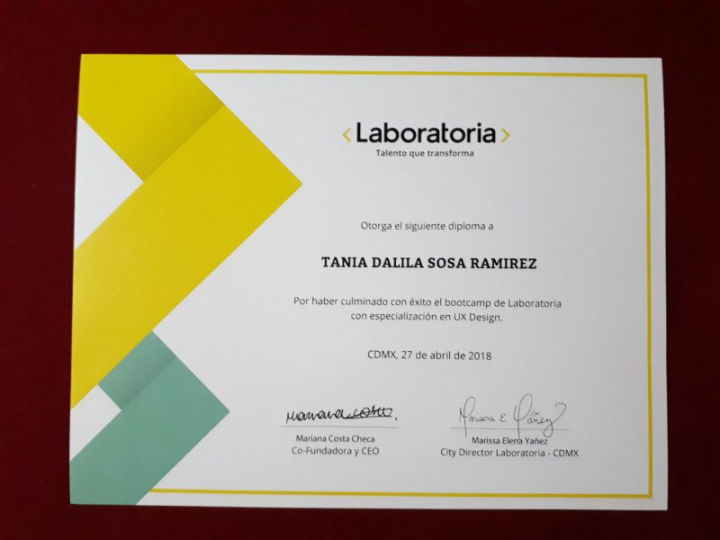 <Laboratoria>
Talento que transforma
Otorga el siguiente diploma a
TANIA DALILA SOSA RAMIREZ
Por haber culminado con éxito el bootcamp de Laboratoria
con especialización en UX Design.
CDMX, 27 de abril de 2018
Mariana Costa.
Mariana Costa Checa
Co-Fundadora y CEO
Marissa E Yáñez
Marissa Elena Yañez
City Director Laboratoria - CDMX